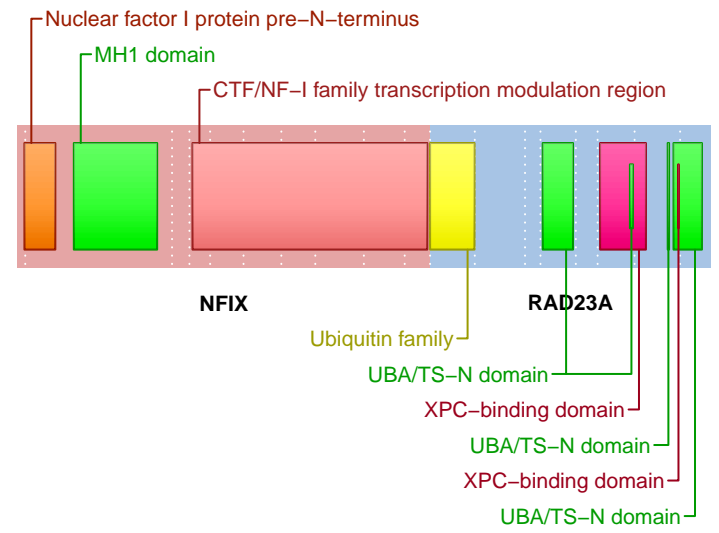 Nuclear factor I protein pre−N−terminus
MH1 domain
CTF/NF−I family transcription modulation region
NFIX
RAD23A
Ubiquitin family
UBA/TS−N domain
XPC−binding domain
UBA/TS−N domain
XPC−binding domain
UBA/TS−N domain